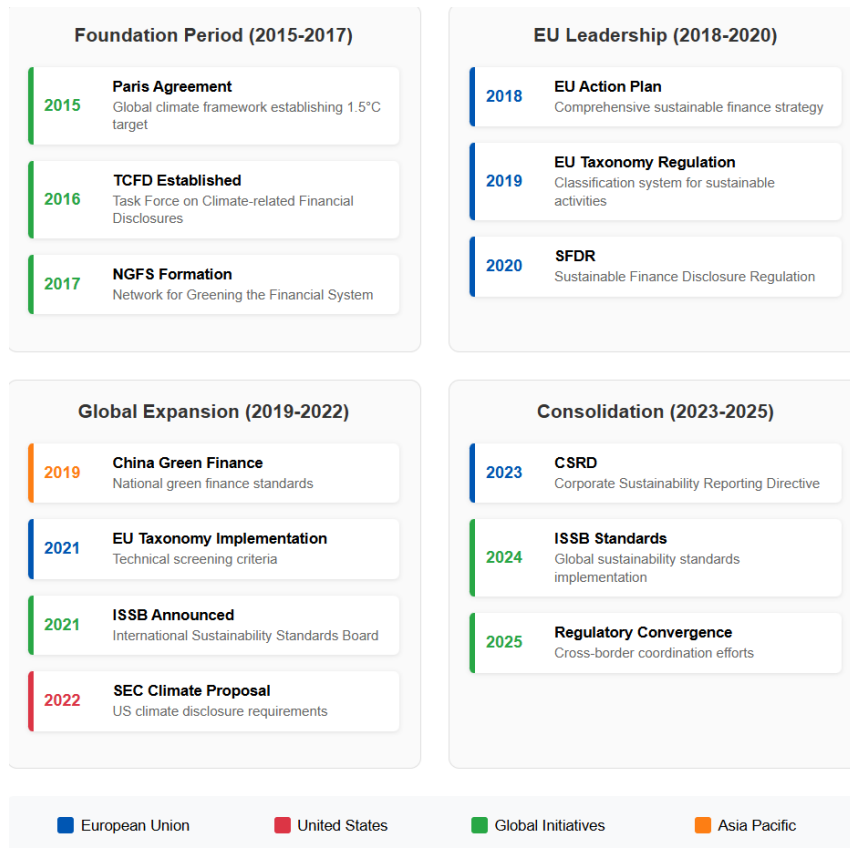 Foundation Period (2015-2017)
2015
Paris Agreement
Global climate framework establishing 1.5°C
target
2016
TCFD Established
Task Force on Climate-related Financial
Disclosures
2017
NGFS Formation
Network for Greening the Financial System
EU Leadership (2018-2020)
2018
EU Action Plan
Comprehensive sustainable finance strategy
2019
EU Taxonomy Regulation
Classification system for sustainable
activities
2020
SFDR
Sustainable Finance Disclosure Regulation
Global Expansion (2019-2022)
2019
China Green Finance
National green finance standards
2021
EU Taxonomy Implementation
Technical screening criteria
2021
ISSB Announced
International Sustainability Standards Board
2022
SEC Climate Proposal
US climate disclosure requirements
Consolidation (2023-2025)
2023
CSRD
Corporate Sustainability Reporting Directive
2024
ISSB Standards
Global sustainability standards
implementation
2025
Regulatory Convergence
Cross-border coordination efforts
European Union
United States
Global Initiatives
Asia Pacific